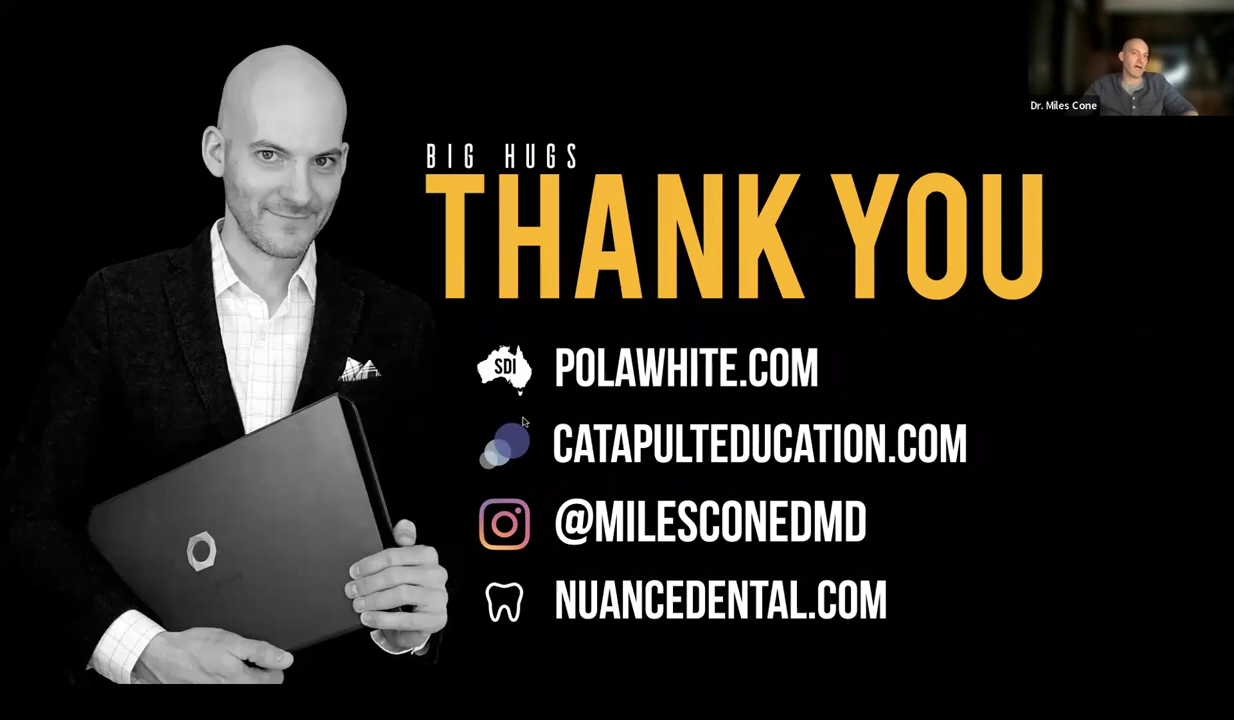 Dr. Miles Cone
BIG HUGS
THANK YOU
SDI
POLAWHITE.COM
CATAPULTEDUCATION.COM
@MILESCONEDMD
NUANCEDENTAL.COM